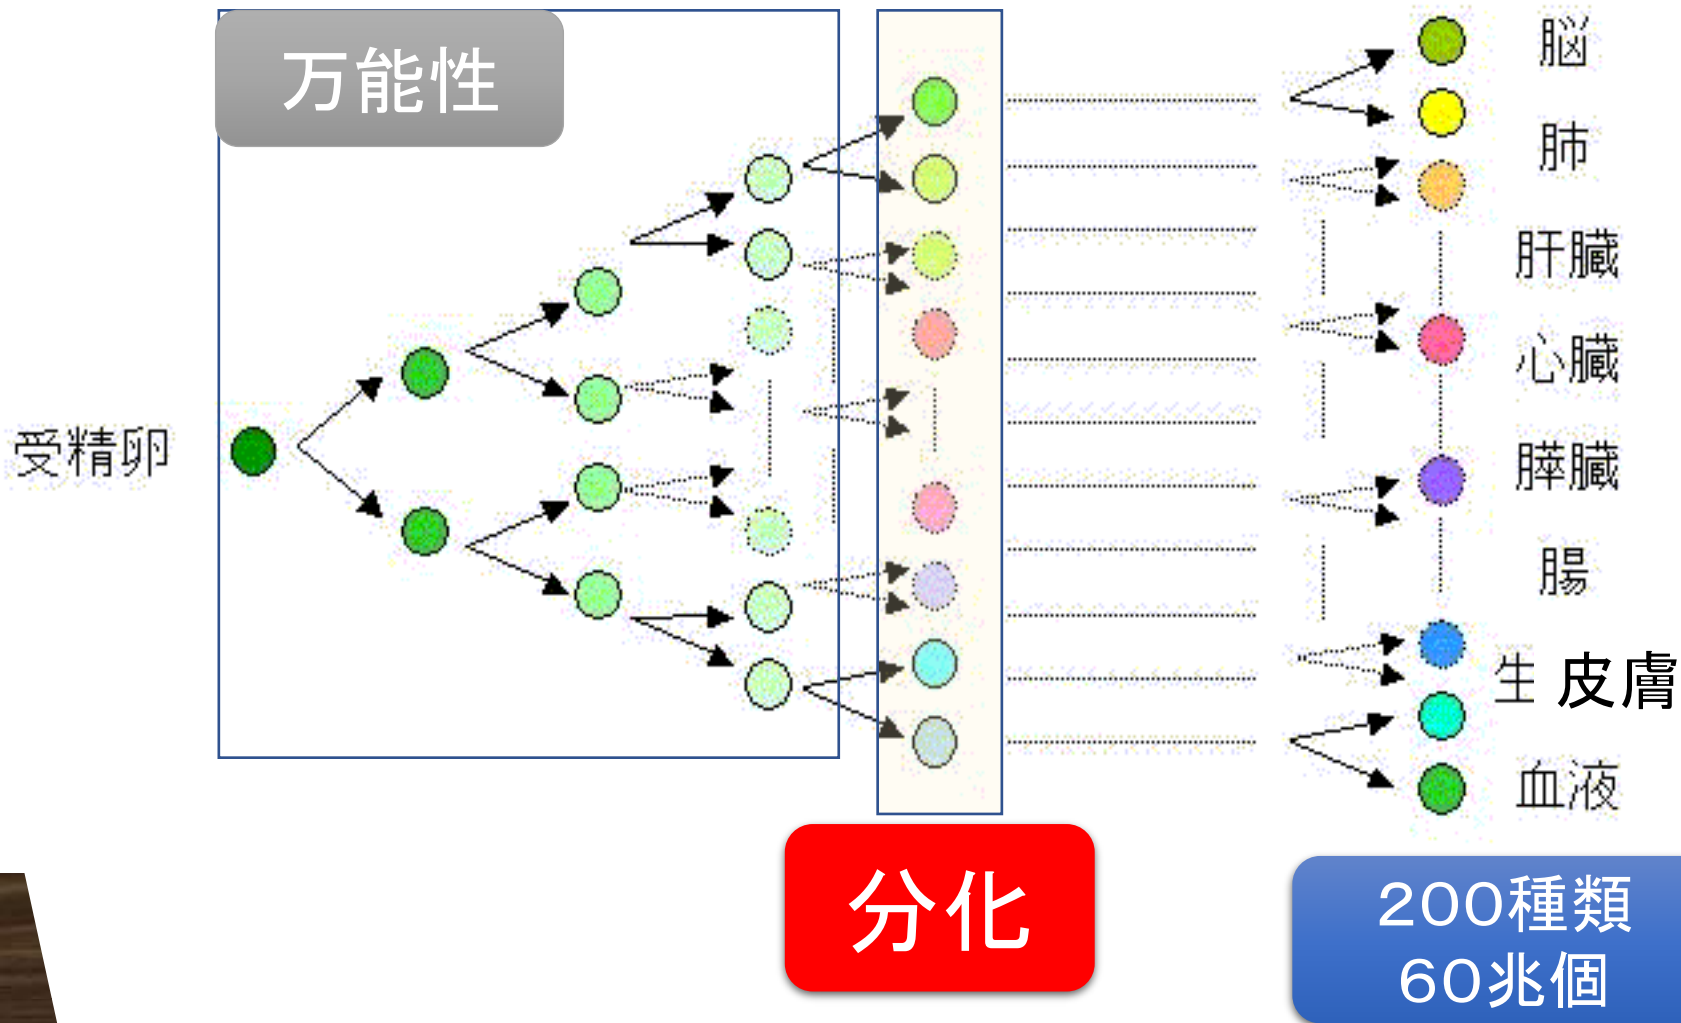 万能性
受精卵
脳
肺
肝臓
心臓
膵臓
腸
生 皮膚
血液
分化
200種類
60兆個